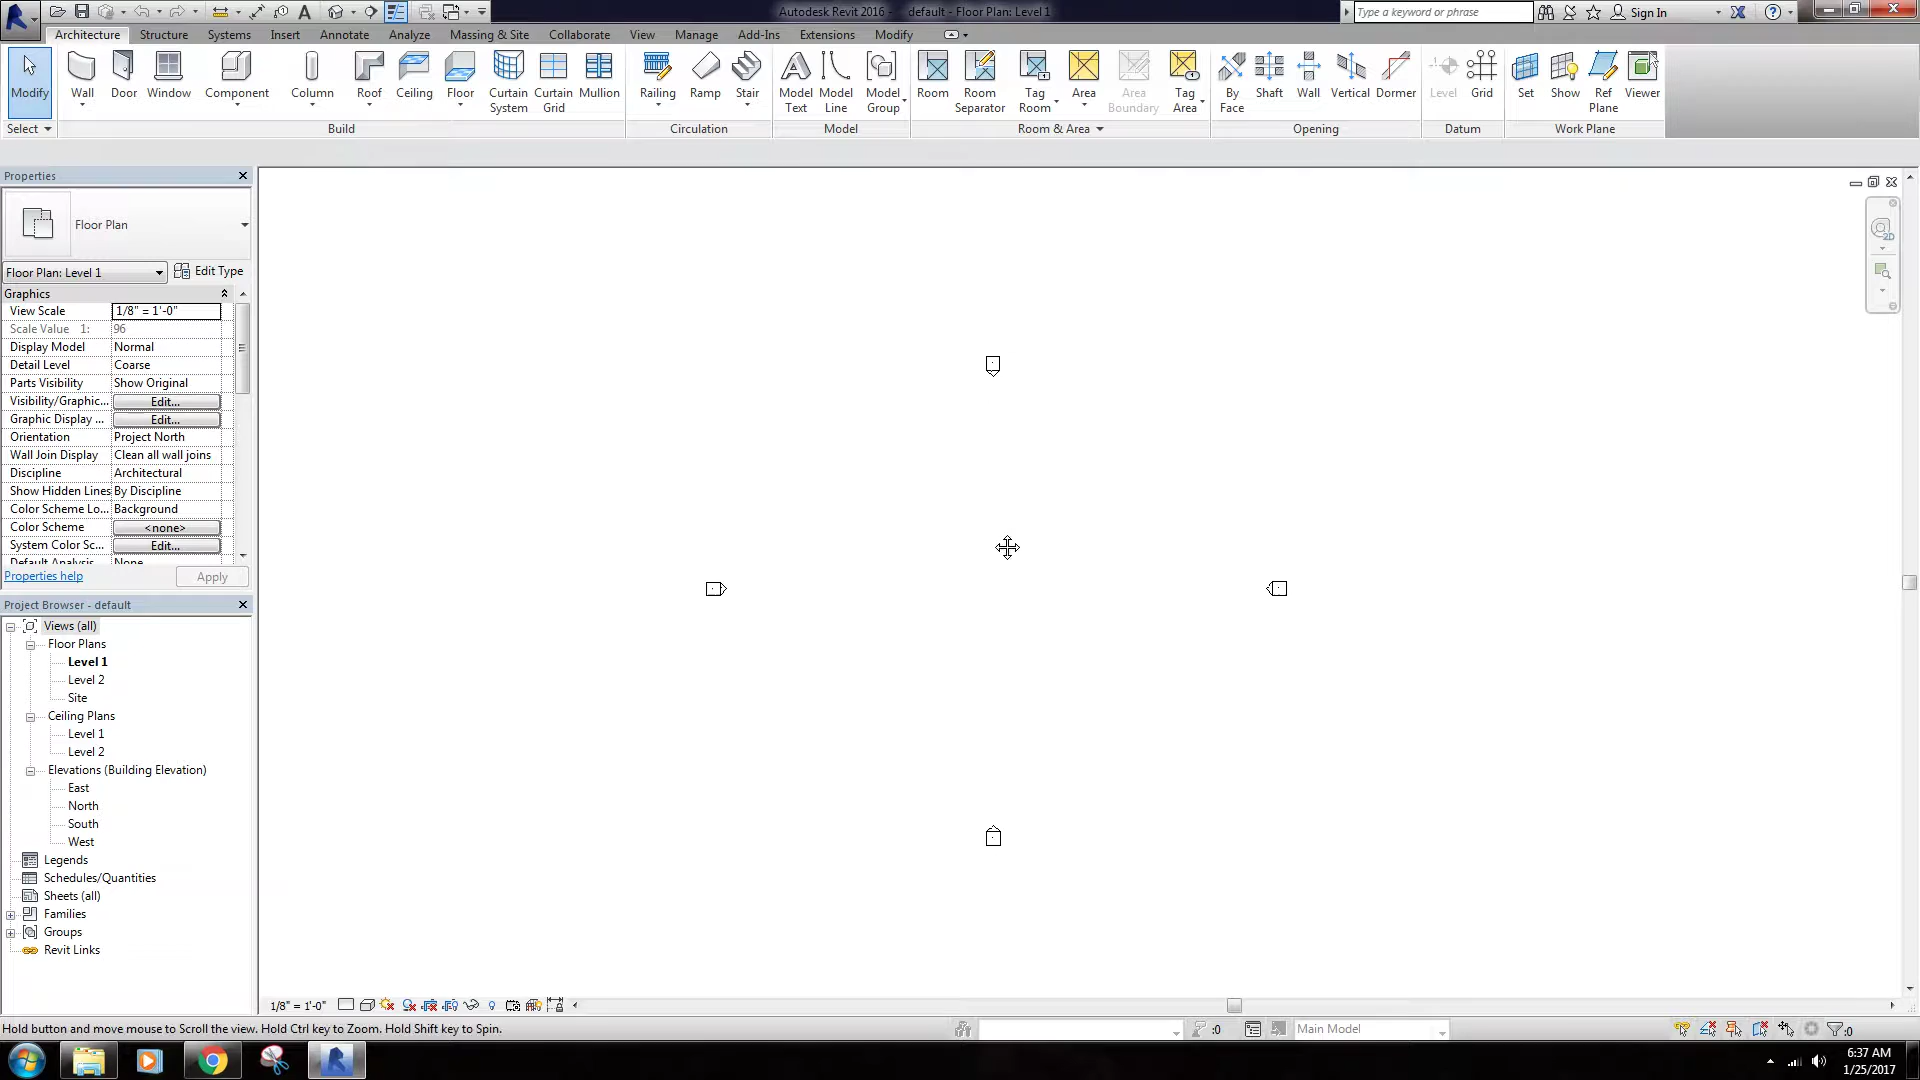 Autodesk Revit 2016 - default - Floor Plan: Level 1
Type a keyword or phrase
Sign In
Architecture Structure Systems Insert Annotate Analyze Massing & Site Collaborate View Manage Add-Ins Extensions Modify
Modify Wall Door Window Component Column Roof Ceiling Floor Curtain System Curtain Grid Mullion Railing Ramp Stair Model Text Model Line Model Group Room Room Separator Tag Room Area Area Boundary Tag Area By Face Shaft Wall Vertical Dormer Level Grid Set Show Ref Plane Viewer
Select Build Circulation Model Room & Area Opening Datum Work Plane
Properties
Floor Plan
Floor Plan: Level 1 Edit Type
Graphics
View Scale 1/8" = 1'-0"
Scale Value 1: 96
Display Model Normal
Detail Level Coarse
Parts Visibility Show Original
Visibility/Graphic... Edit...
Graphic Display ... Edit...
Orientation Project North
Wall Join Display Clean all wall joins
Discipline Architectural
Show Hidden Lines By Discipline
Color Scheme Lo... Background
Color Scheme <none>
System Color Sc... Edit...
Default Analysis None
Properties help Apply
Project Browser - default
Views (all)
Floor Plans
Level 1
Level 2
Site
Ceiling Plans
Level 1
Level 2
Elevations (Building Elevation)
East
North
South
West
Legends
Schedules/Quantities
Sheets (all)
Families
Groups
Revit Links
2D
1/8" = 1'-0"
Hold button and move mouse to Scroll the view. Hold Ctrl key to Zoom. Hold Shift key to Spin.
:0
Main Model
:0
6:37 AM
1/25/2017